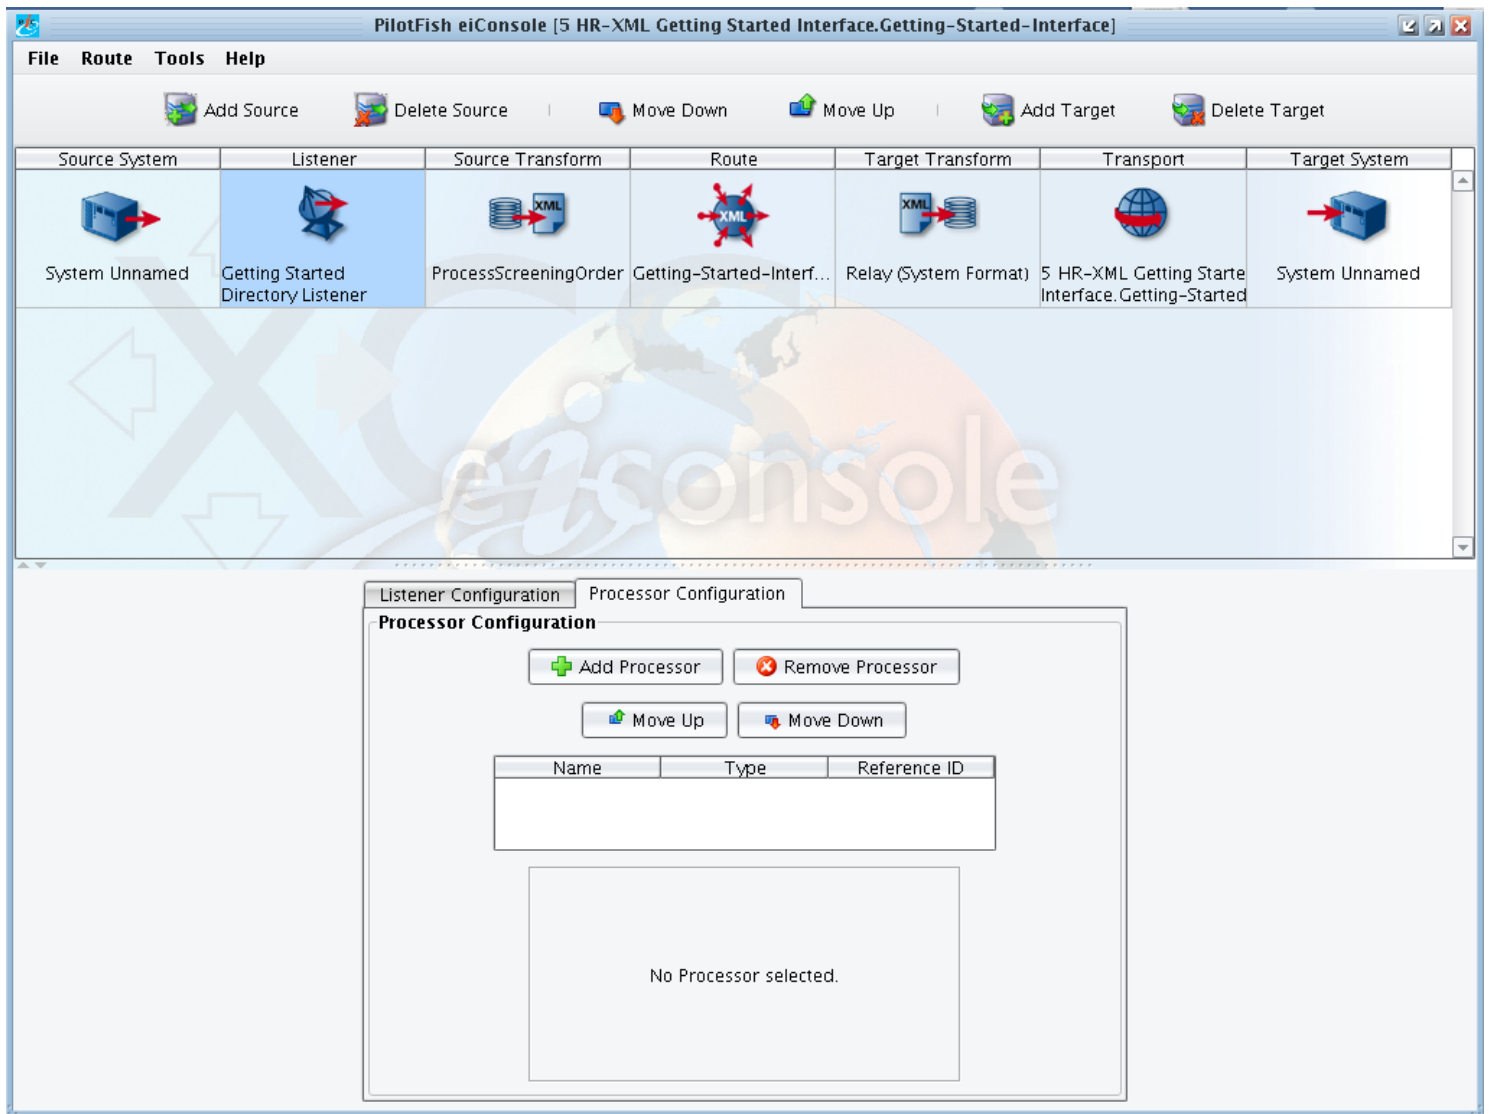 PilotFish eiConsole [5 HR-XML Getting Started Interface.Getting-Started-Interface]
File Route Tools Help
Add Source Delete Source Move Down Move Up Add Target Delete Target
Source System Listener Source Transform Route Target Transform Transport Target System
XML XML XML
System Unnamed Getting Started ProcessScreeningOrder Getting-Started-Interf... Relay (System Format) 5 HR-XML Getting Starte System Unnamed
Directory Listener Interface.Getting-Started
XCS
eiconsole
Listener Configuration Processor Configuration
Processor Configuration
Add Processor Remove Processor
Move Up Move Down
Name Type Reference ID
No Processor selected.